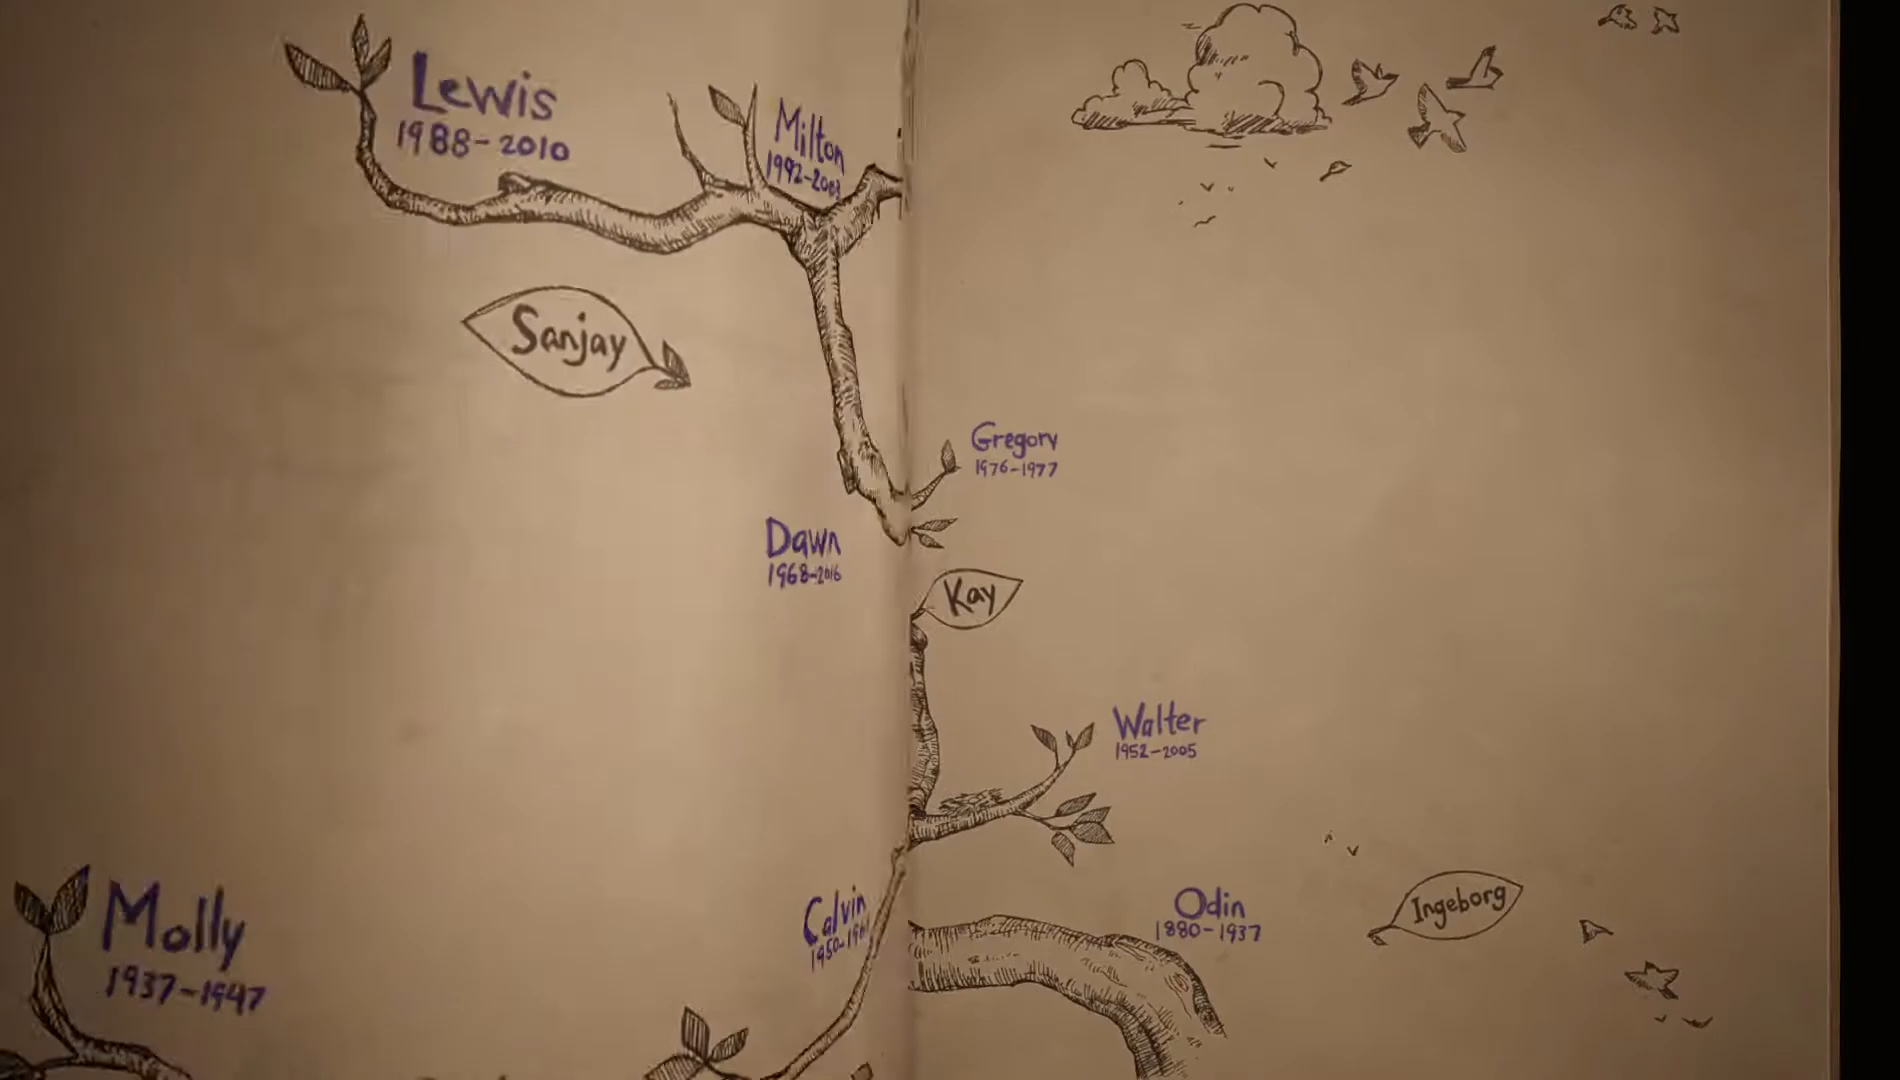 Lewis
1988-2010
Milton
1992-2003
Sanjay
Gregory
1976-1977
Dawn
1968-2016
Kay
Walter
1952-2005
Calvin
Odin
1880-1937
Ingeborg
Molly
1937-1947